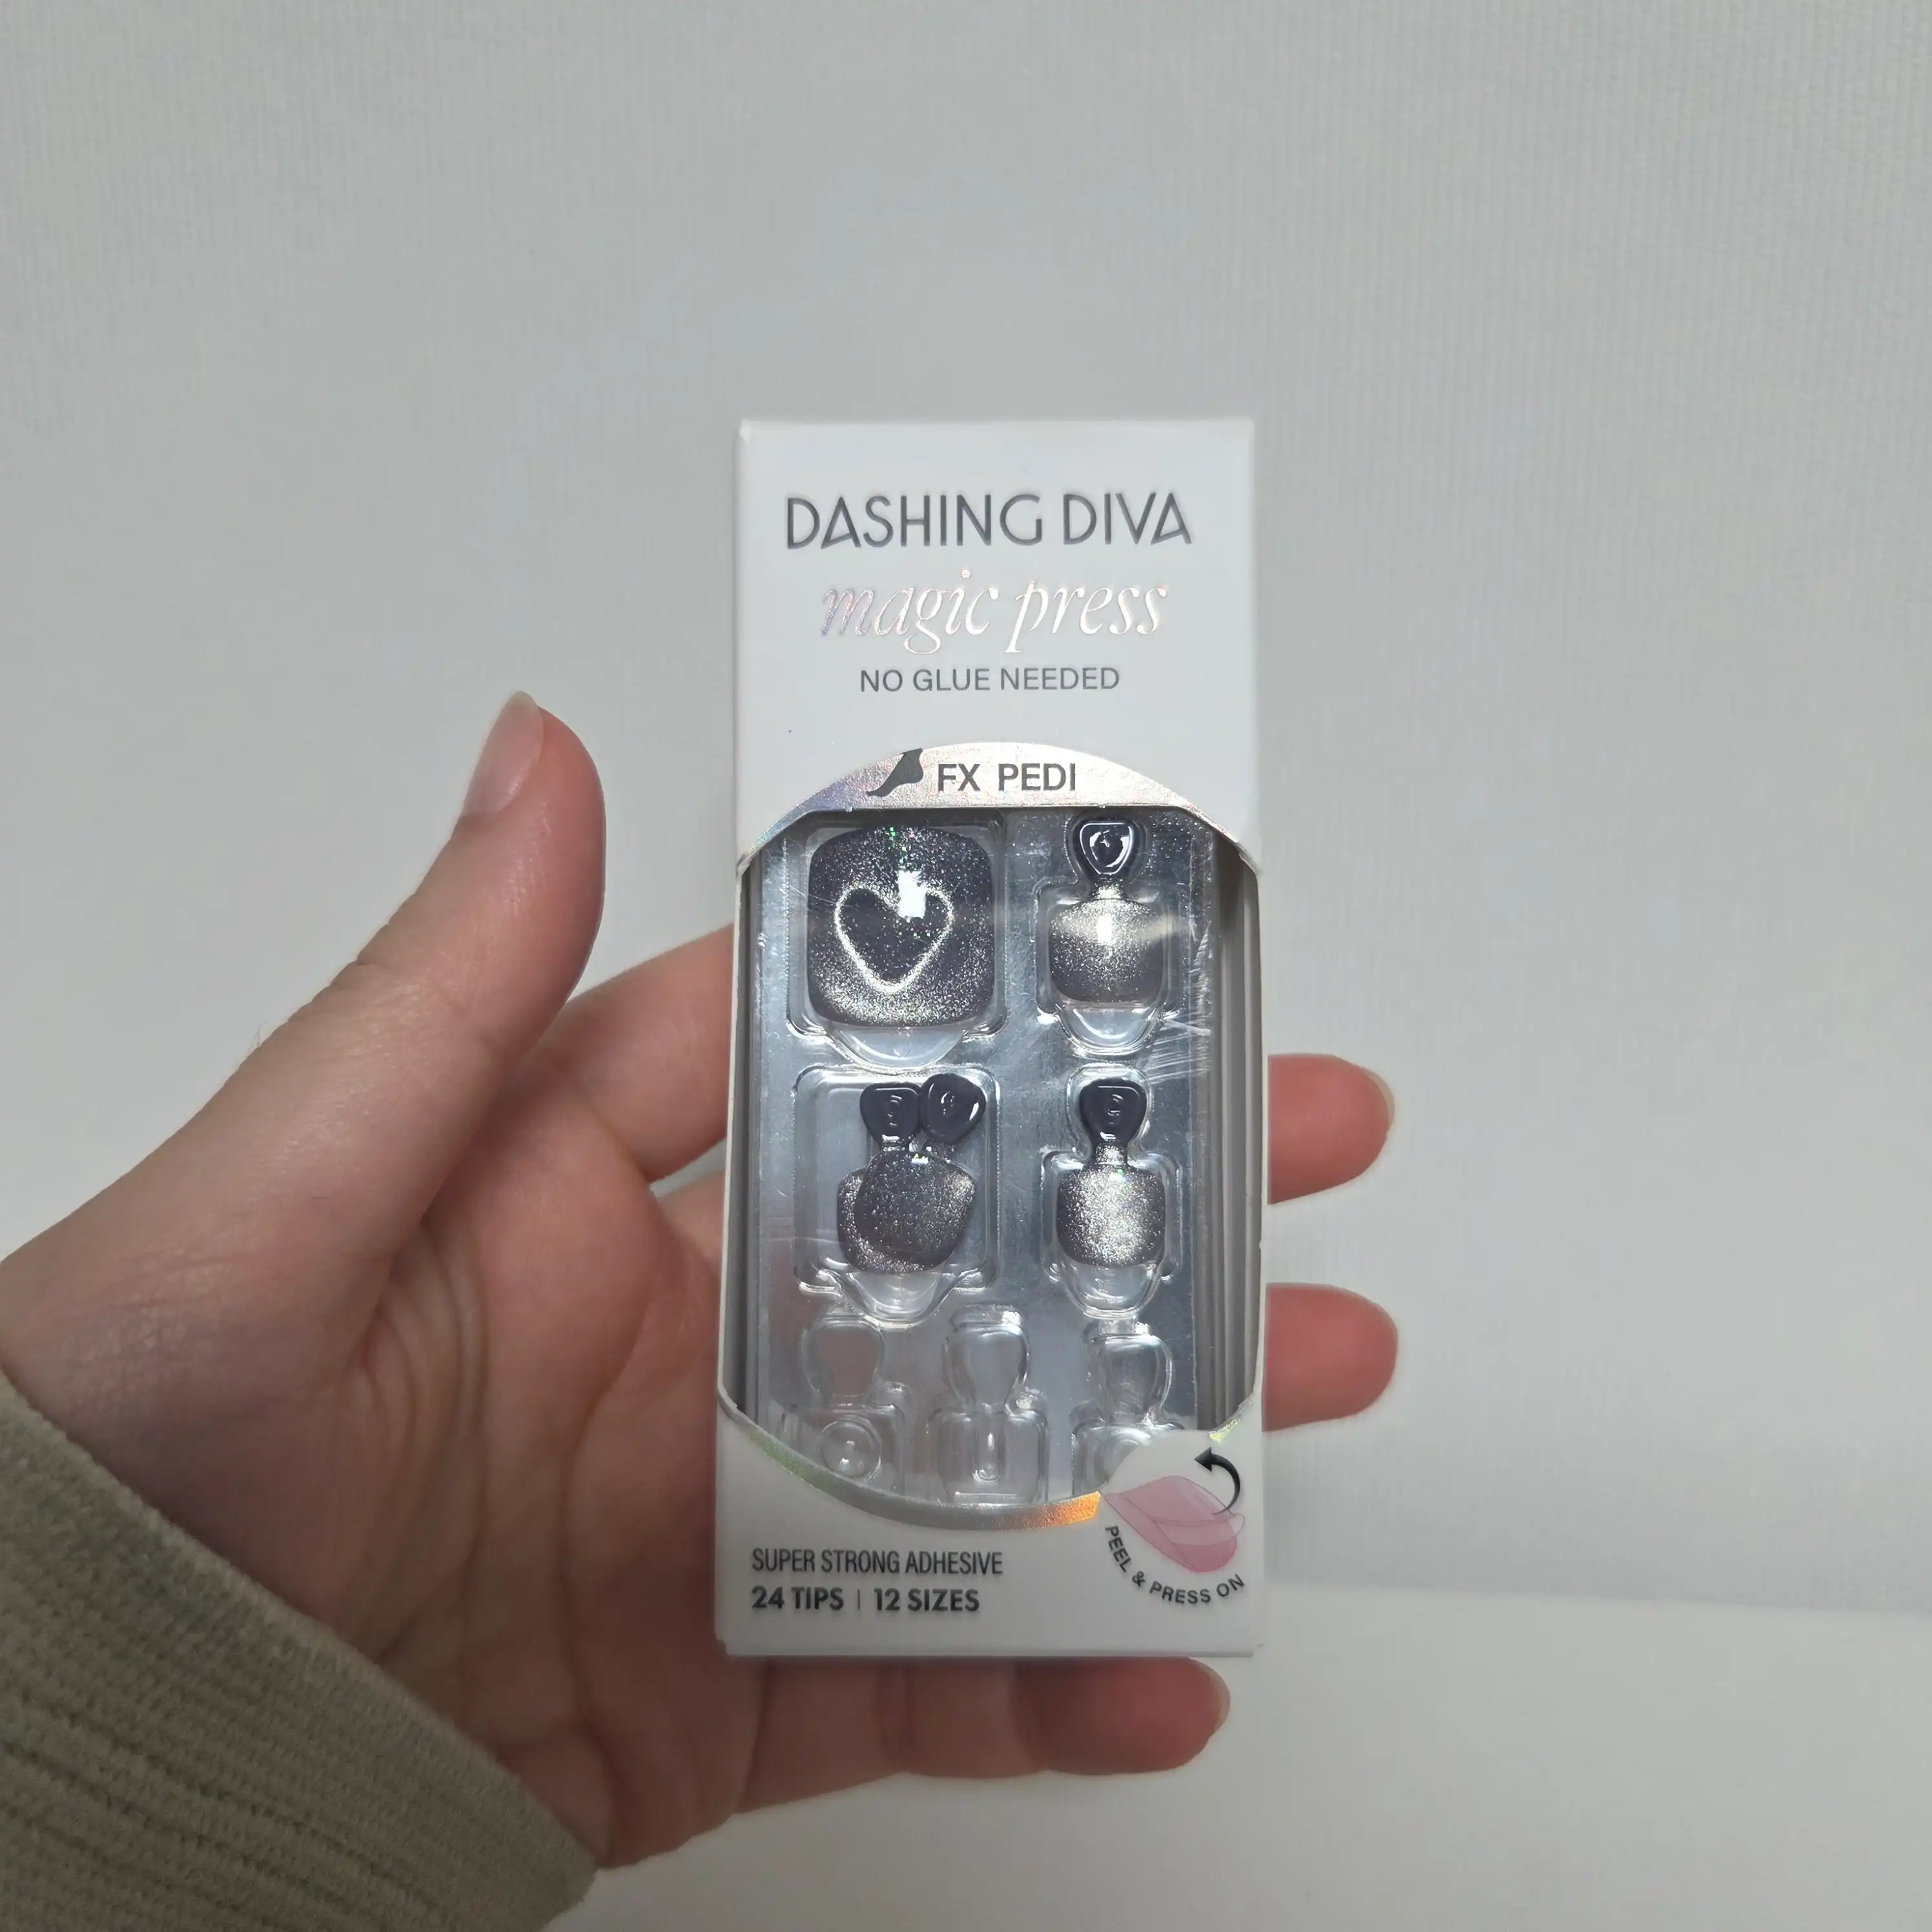 DASHING DIVA
magic press
NO GLUE NEEDED
FX PEDI
SUPER STRONG ADHESIVE
24 TIPS | 12 SIZES
PEEL & PRESS ON